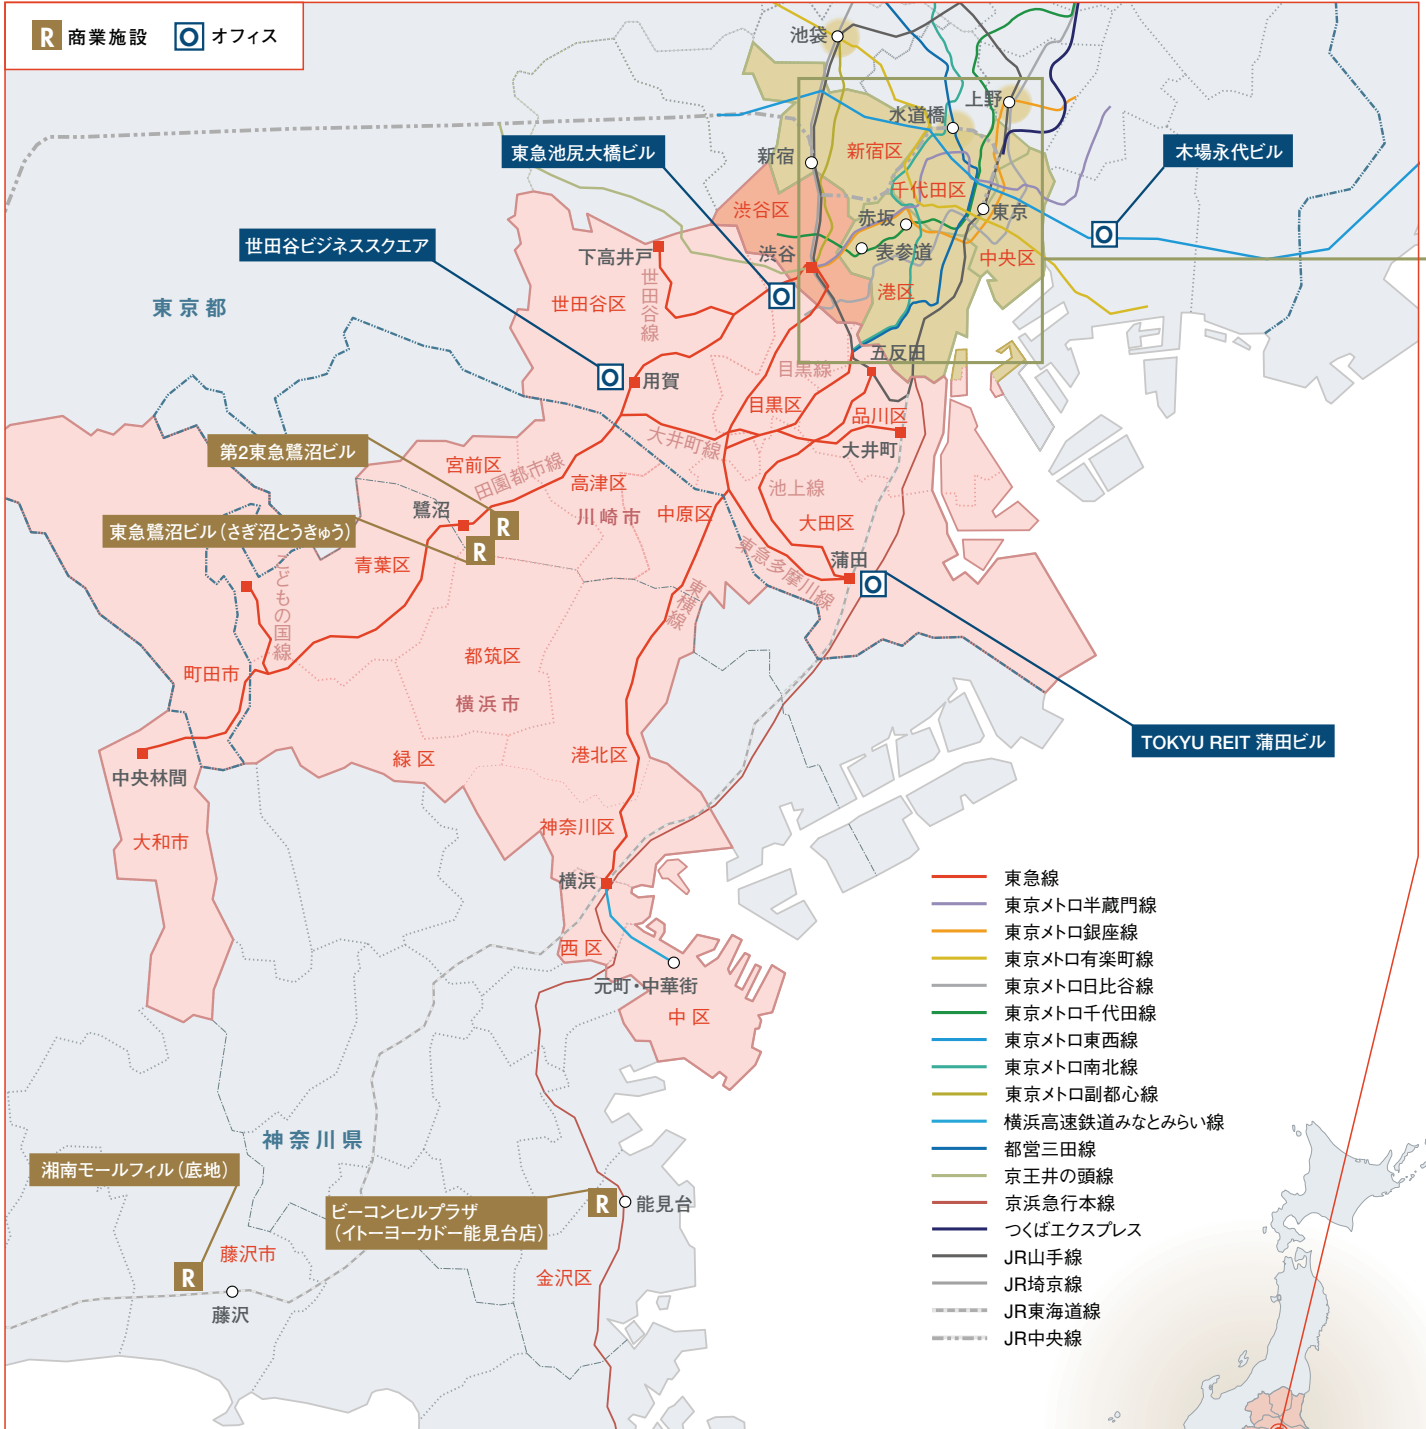 R 商業施設
オフィス
池袋
上野
水道橋
新宿
新宿区
千代田区
東急池尻大橋ビル
木場永代ビル
渋谷区
赤坂
東京
世田谷ビジネススクエア
下高井戸
渋谷
表参道
中央区
東京都
世田谷区
世田谷線
港区
五反田
目黒線
用賀
目黒区
品川区
大井町線
大井町
第2東急鷺沼ビル
宮前区
田園都市線
高津区
池上線
鷺沼
川崎市
中原区
大田区
R
東急鷺沼ビル(さぎ沼とうきゅう)
R
青葉区
東急多摩川線
蒲田
こどもの国線
東横線
都筑区
町田市
横浜市
TOKYU REIT 蒲田ビル
中央林間
緑区
港北区
大和市
神奈川区
横浜
西区
元町・中華街
中区
東急線
東京メトロ半蔵門線
東京メトロ銀座線
東京メトロ有楽町線
東京メトロ日比谷線
東京メトロ千代田線
東京メトロ東西線
東京メトロ南北線
東京メトロ副都心線
横浜高速鉄道みなとみらい線
都営三田線
京王井の頭線
京浜急行本線
つくばエクスプレス
JR山手線
JR埼京線
JR東海道線
JR中央線
神奈川県
湘南モールフィル(底地)
ビーコンヒルプラザ
(イトーヨーカドー能見台店)
R
能見台
藤沢市
R
金沢区
藤沢